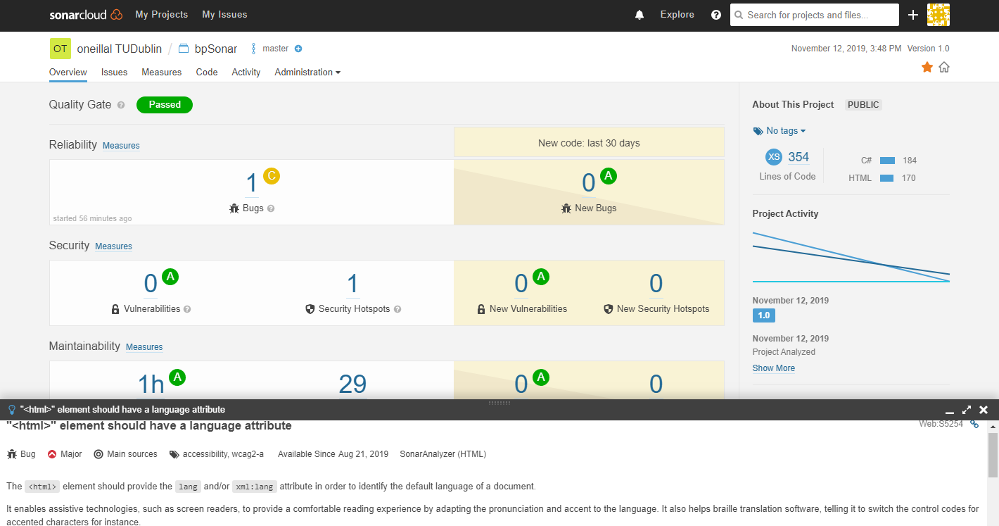 sonarcloud My Projects My Issues Explore Search for projects and files...
OT oneillal TUDublin / bpSonar master November 12, 2019, 3:48 PM Version 1.0
Overview Issues Measures Code Activity Administration
Quality Gate ? Passed
Reliability Measures
New code: last 30 days
1 C
Bugs ?
started 56 minutes ago
0 A
New Bugs
Security Measures
0 A
Vulnerabilities ?
1
Security Hotspots ?
0 A
New Vulnerabilities
0
New Security Hotspots
Maintainability Measures
1h A
29
0 A
0
About This Project PUBLIC
No tags
XS 354
Lines of Code
C# 184
HTML 170
Project Activity
November 12, 2019
1.0
November 12, 2019
Project Analyzed
Show More
"<html>" element should have a language attribute
"<html>" element should have a language attribute Web:S5254
Bug Major Main sources accessibility, wcag2-a Available Since Aug 21, 2019 SonarAnalyzer (HTML)
The <html> element should provide the lang and/or xml:lang attribute in order to identify the default language of a document.
It enables assistive technologies, such as screen readers, to provide a comfortable reading experience by adapting the pronunciation and accent to the language. It also helps braille translation software, telling it to switch the control codes for
accented characters for instance.